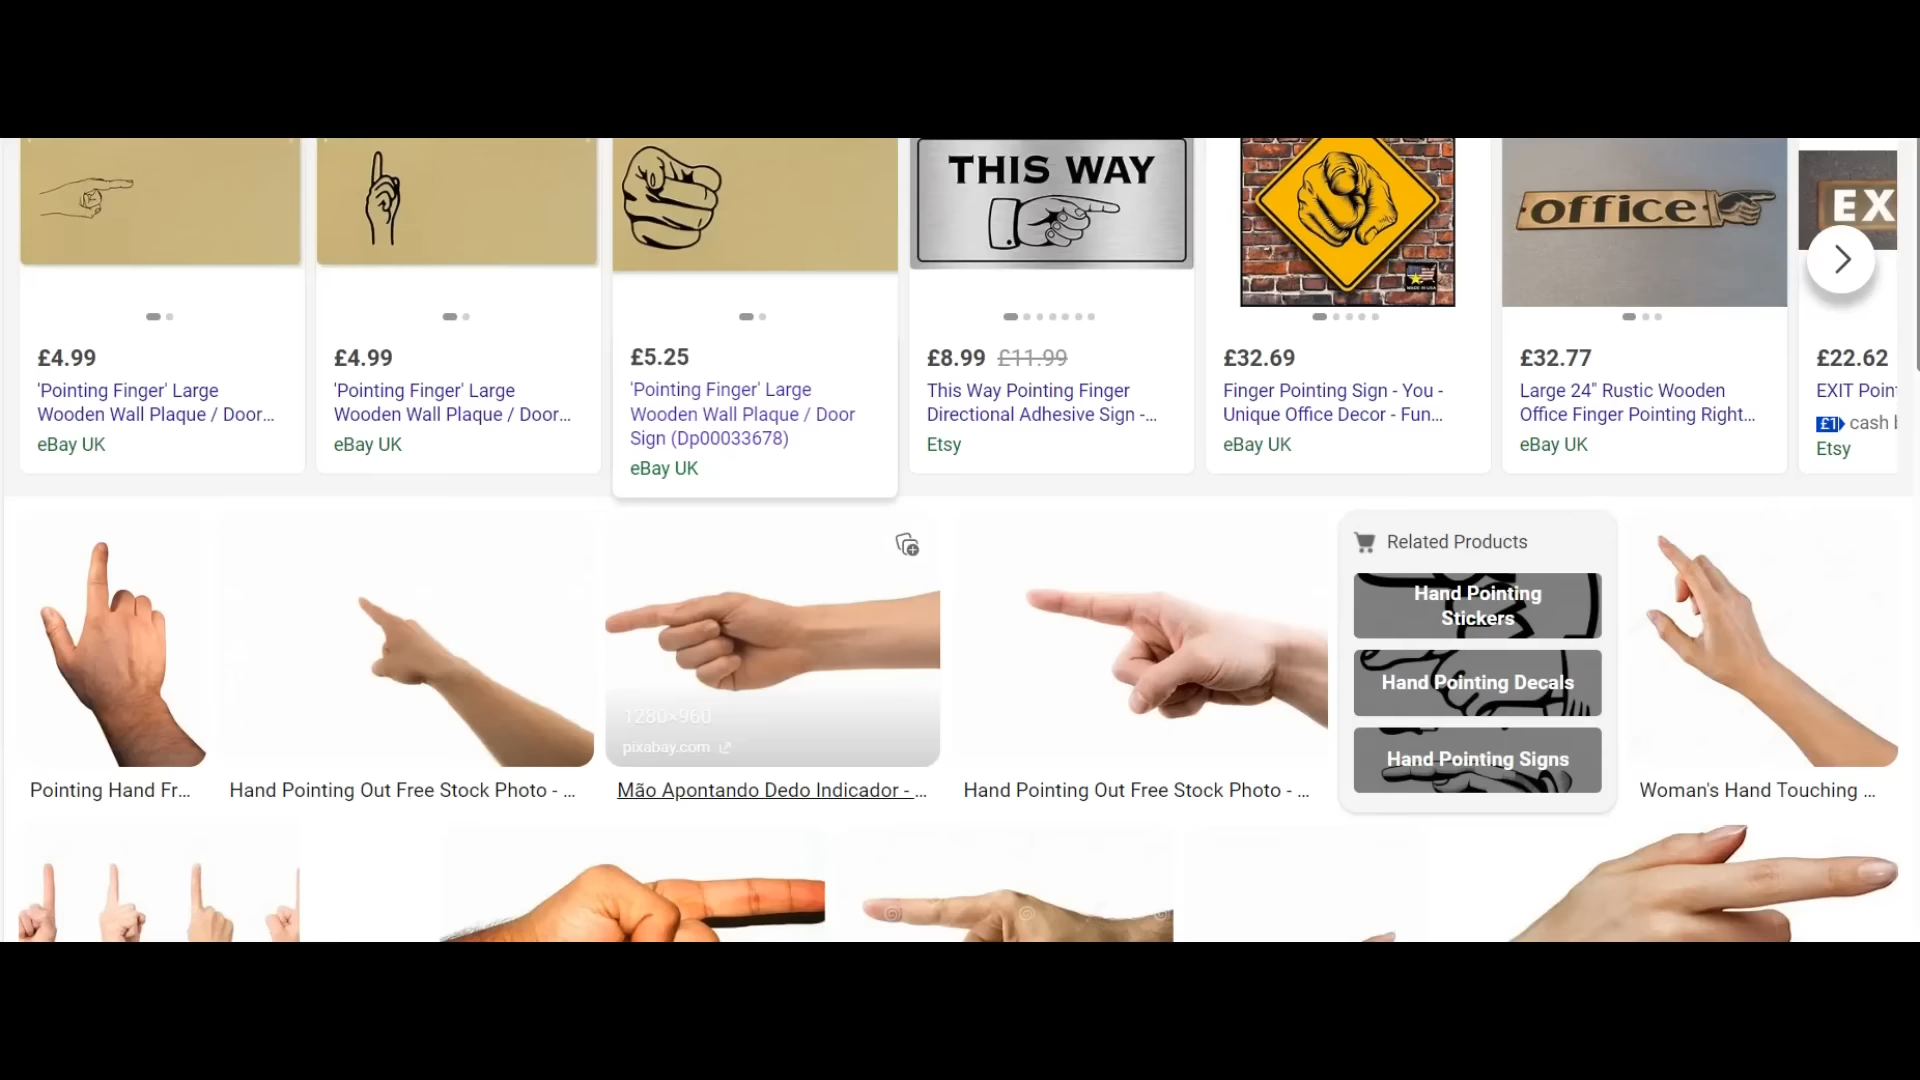 THIS WAY
office
EX
MADE IN USA
£4.99
'Pointing Finger' Large
Wooden Wall Plaque / Door...
eBay UK
£4.99
'Pointing Finger' Large
Wooden Wall Plaque / Door...
eBay UK
£5.25
'Pointing Finger' Large
Wooden Wall Plaque / Door
Sign (Dp00033678)
eBay UK
£8.99 £11.99
This Way Pointing Finger
Directional Adhesive Sign -...
Etsy
£32.69
Finger Pointing Sign - You -
Unique Office Decor - Fun...
eBay UK
£32.77
Large 24" Rustic Wooden
Office Finger Pointing Right...
eBay UK
£22.62
EXIT Poin
£1 cash
Etsy
1280×960
pixabay.com
Related Products
Hand Pointing
Stickers
Hand Pointing Decals
Hand Pointing Signs
Pointing Hand Fr...
Hand Pointing Out Free Stock Photo - ...
Mão Apontando Dedo Indicador - ...
Hand Pointing Out Free Stock Photo - ...
Woman's Hand Touching ...